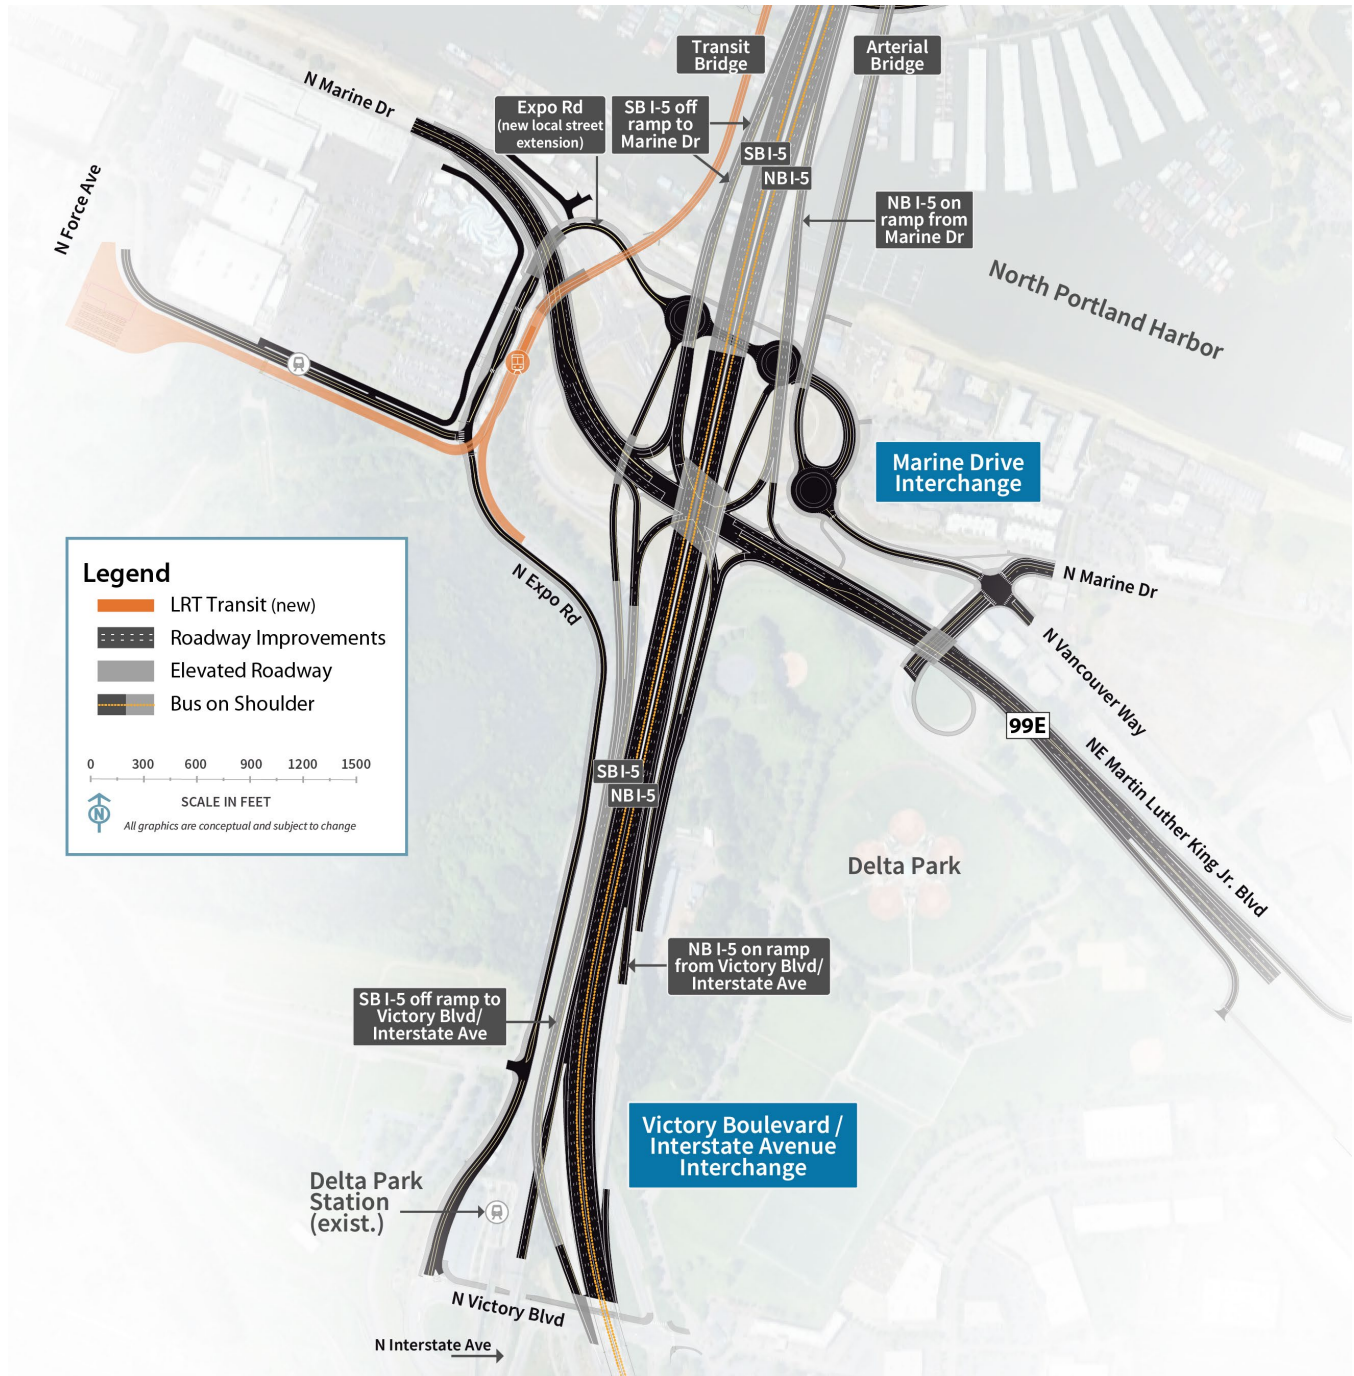 Transit
Bridge
Arterial
Bridge
N Marine Dr
Expo Rd
(new local street
extension)
SB I-5 off
ramp to
Marine Dr
SB I-5
NB I-5
N Force Ave
NB I-5 on
ramp from
Marine Dr
North Portland Harbor
Marine Drive
Interchange
N Expo Rd
N Marine Dr
N Vancouver Way
99E
NE Martin Luther King Jr. Blvd
Legend
LRT Transit (new)
Roadway Improvements
Elevated Roadway
Bus on Shoulder
0 300 600 900 1200 1500
SCALE IN FEET
N
All graphics are conceptual and subject to change
SB I-5
NB I-5
Delta Park
NB I-5 on ramp
from Victory Blvd/
Interstate Ave
SB I-5 off ramp to
Victory Blvd/
Interstate Ave
Victory Boulevard /
Interstate Avenue
Interchange
Delta Park
Station
(exist.)
N Victory Blvd
N Interstate Ave